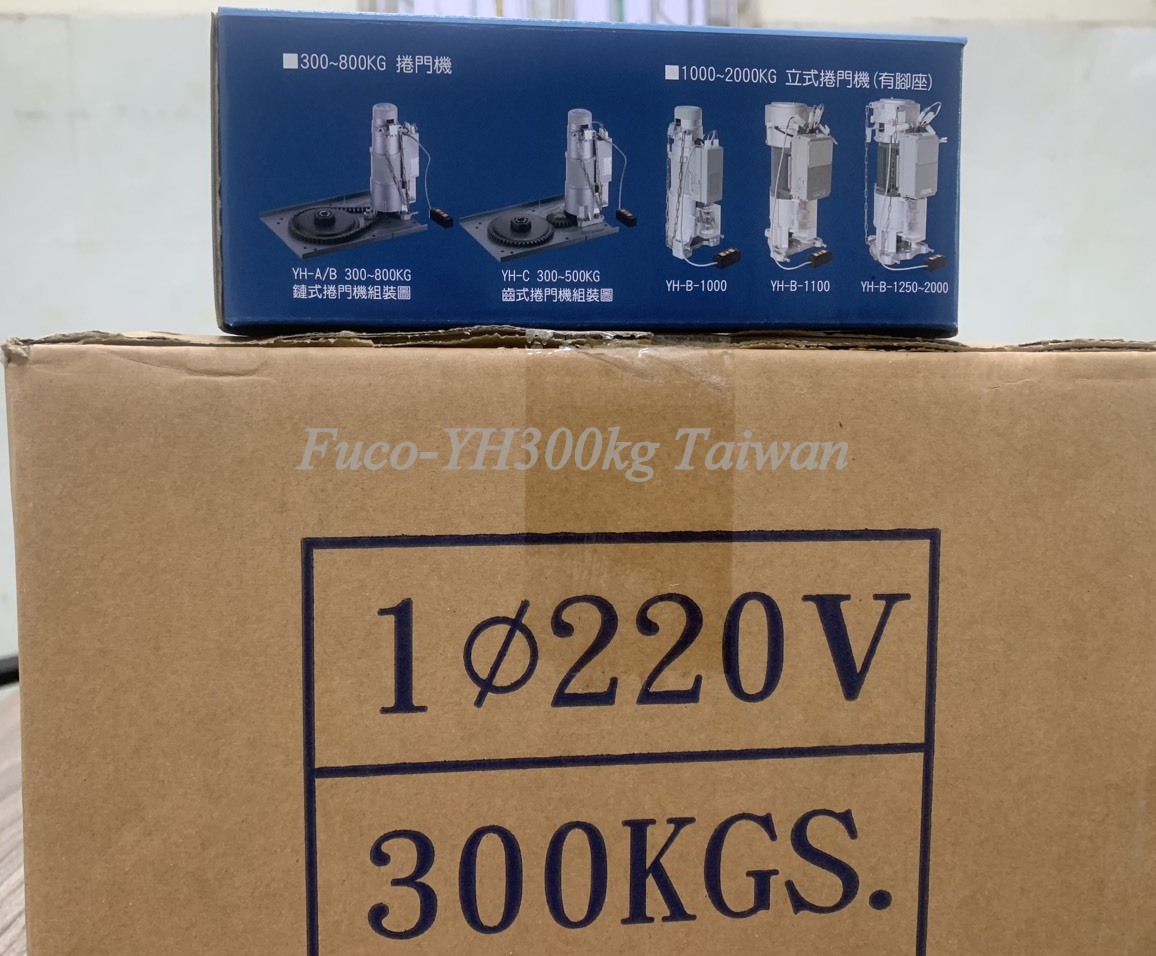 ■300~800KG 捲門機
■1000~2000KG 立式捲門機(有腳座)
YH-A/B 300~800KG
鏈式捲門機組裝圖
YH-C 300~500KG
齒式捲門機組裝圖
YH-B-1000
YH-B-1100
YH-B-1250~2000
Fuco-YH300kg Taiwan
1⌀220V
300KGS.